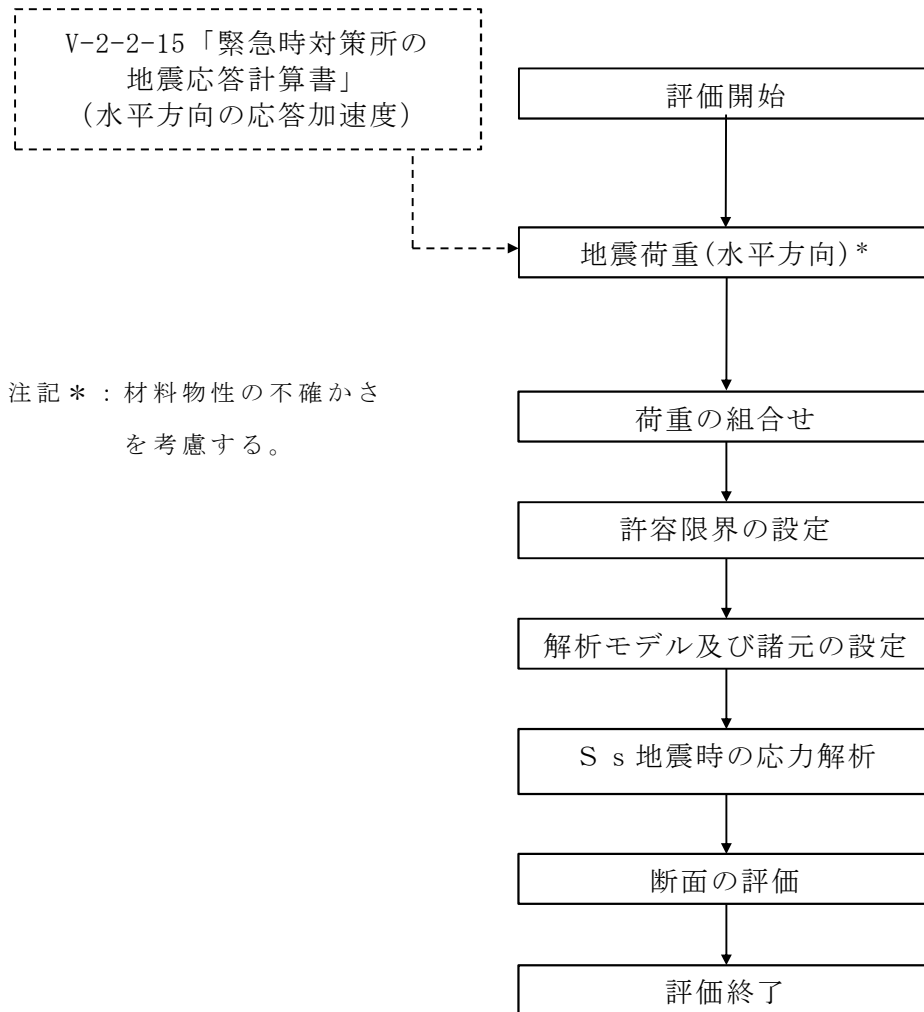 V-2-2-15「緊急時対策所の
地震応答計算書」
(水平方向の応答加速度)
評価開始
地震荷重(水平方向)*
注記＊：材料物性の不確かさ
を考慮する。
荷重の組合せ
許容限界の設定
解析モデル及び諸元の設定
Ｓｓ地震時の応力解析
断面の評価
評価終了